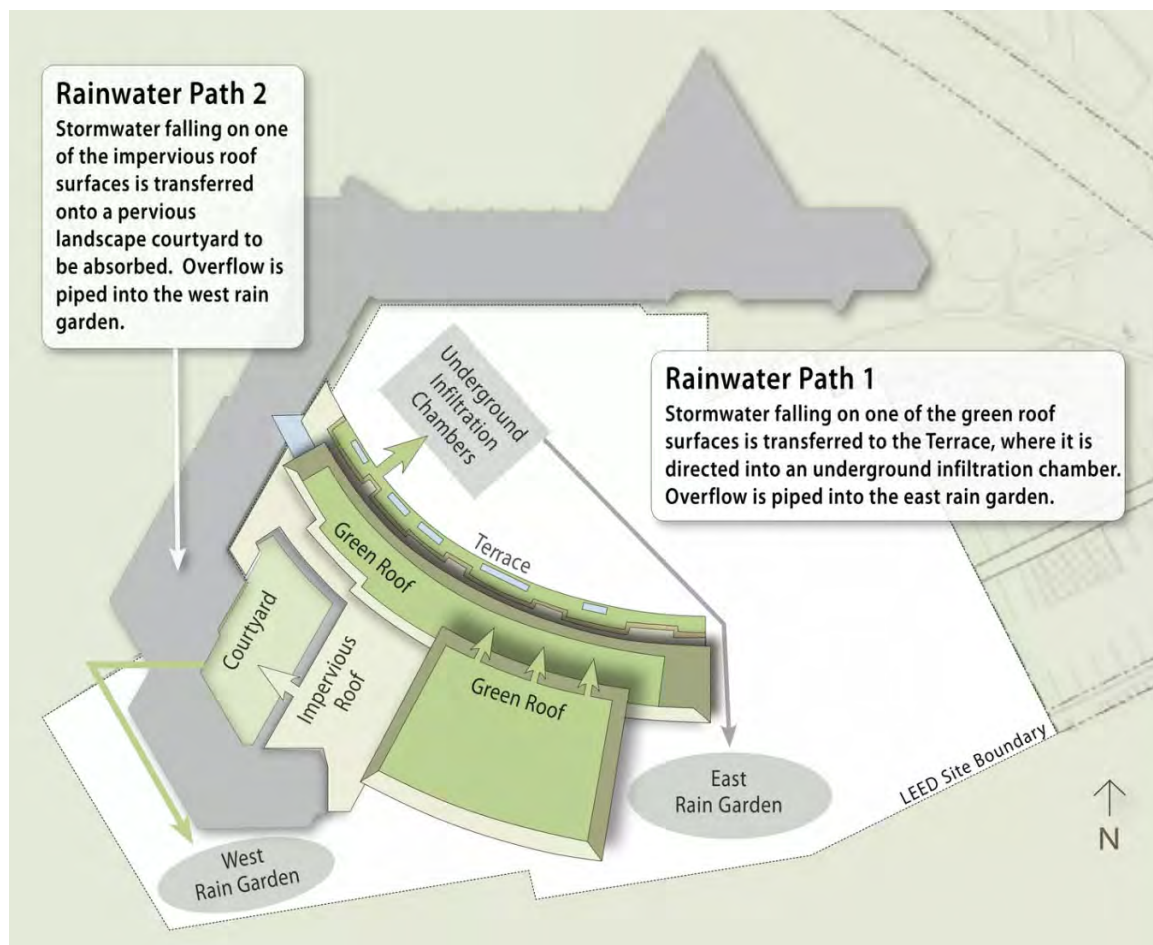 Rainwater Path 2
Stormwater falling on one
of the impervious roof
surfaces is transferred
onto a pervious
landscape courtyard to
be absorbed. Overflow is
piped into the west rain
garden.
Rainwater Path 1
Stormwater falling on one of the green roof
surfaces is transferred to the Terrace, where it is
directed into an underground infiltration chamber.
Overflow is piped into the east rain garden.
Underground
Infiltration
Chambers
Terrace
Green Roof
Courtyard
Impervious
Roof
Green Roof
East
Rain Garden
LEED Site Boundary
N
West
Rain Garden